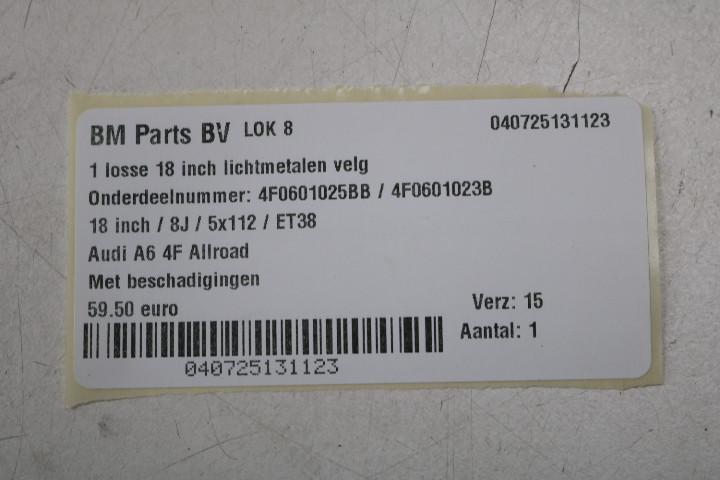 BM Parts BV LOK 8 040725131123
1 losse 18 inch lichtmetalen velg
Onderdeelnummer: 4F0601025BB / 4F0601023B
18 inch / 8J / 5x112 / ET38
Audi A6 4F Allroad
Met beschadigingen
59.50 euro
Verz: 15
Aantal: 1
040725131123